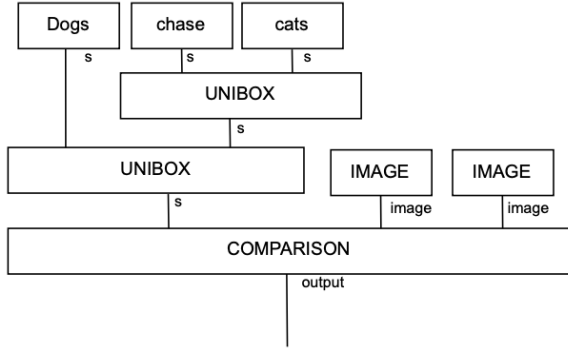 Dogs chase cats
s s s
UNIBOX
s
UNIBOX IMAGE IMAGE
s image image
COMPARISON
output